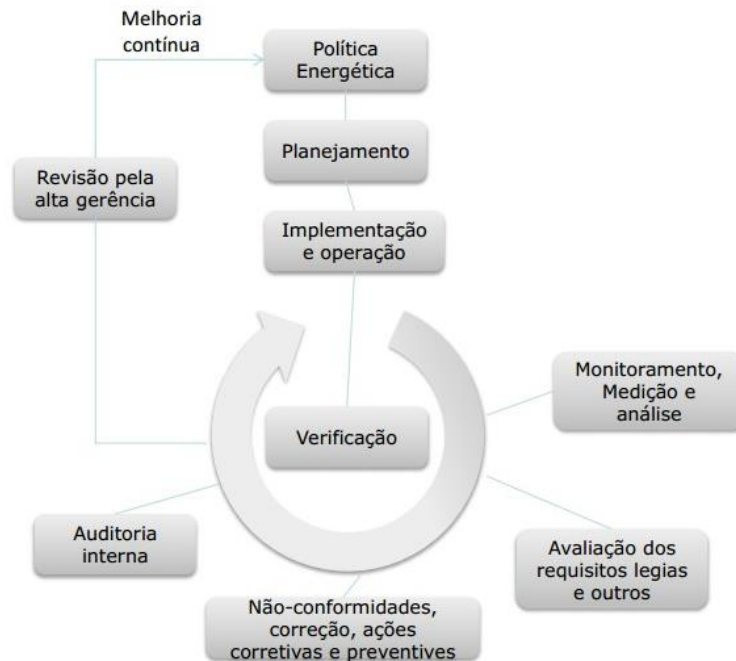 Melhoria
contínua
Política
Energética
Planejamento
Revisão pela
alta gerência
Implementação
e operação
Monitoramento,
Medição e
análise
Verificação
Auditoria
interna
Avaliação dos
requisitos legias
e outros
Não-conformidades,
correção, ações
corretivas e preventives